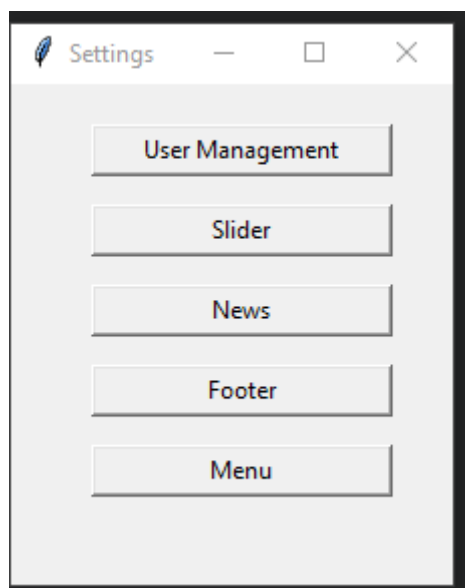 Settings
User Management
Slider
News
Footer
Menu